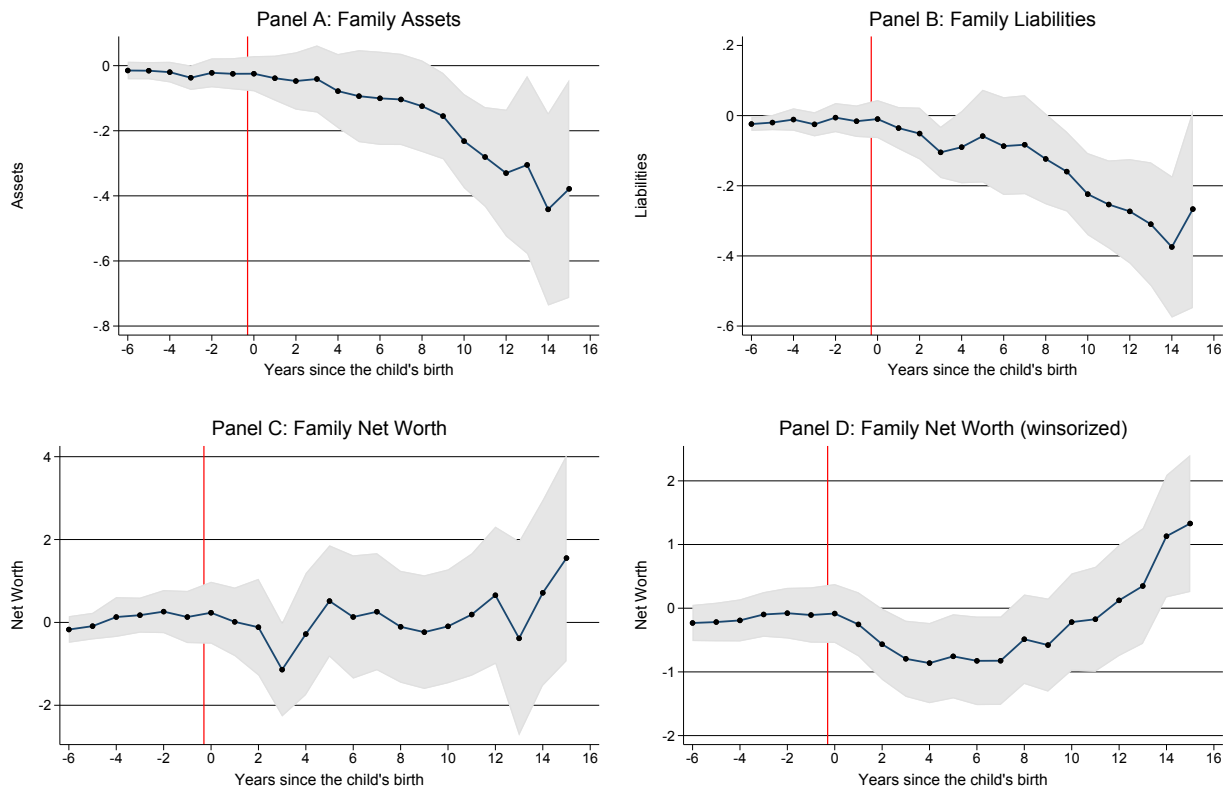 Panel A: Family Assets
0
-.2
-.4
-.6
-.8
Assets
-6 -4 -2 0 2 4 6 8 10 12 14 16
Years since the child's birth
Panel B: Family Liabilities
.2
0
-.2
-.4
-.6
Liabilities
-6 -4 -2 0 2 4 6 8 10 12 14 16
Years since the child's birth
Panel C: Family Net Worth
4
2
0
-2
Net Worth
-6 -4 -2 0 2 4 6 8 10 12 14 16
Years since the child's birth
Panel D: Family Net Worth (winsorized)
2
1
0
-1
-2
Net Worth
-6 -4 -2 0 2 4 6 8 10 12 14 16
Years since the child's birth